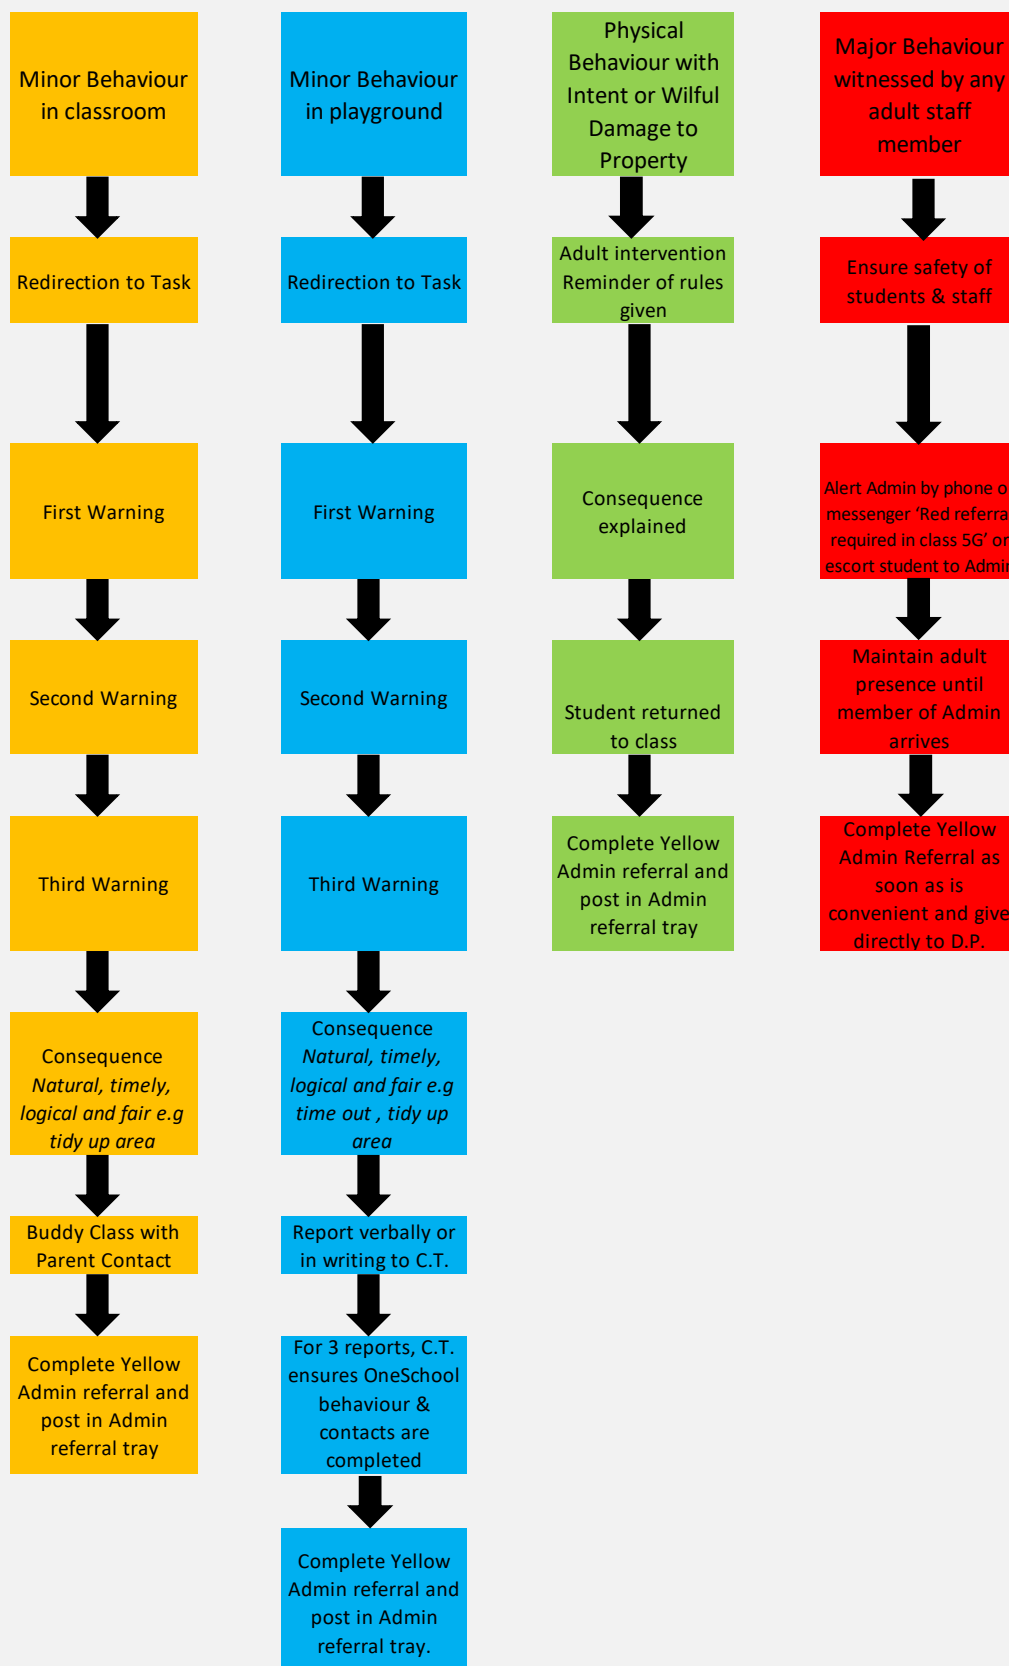 Minor Behaviour
in classroom
Redirection to Task
First Warning
Second Warning
Third Warning
Consequence
Natural, timely,
logical and fair e.g
tidy up area
Buddy Class with
Parent Contact
Complete Yellow
Admin referral and
post in Admin
referral tray
Minor Behaviour
in playground
Redirection to Task
First Warning
Second Warning
Third Warning
Consequence
Natural, timely,
logical and fair e.g
time out , tidy up
area
Report verbally or
in writing to C.T.
For 3 reports, C.T.
ensures OneSchool
behaviour &
contacts are
completed
Complete Yellow
Admin referral and
post in Admin
referral tray.
Physical
Behaviour with
Intent or Wilful
Damage to
Property
Adult intervention
Reminder of rules
given
Consequence
explained
Student returned
to class
Complete Yellow
Admin referral and
post in Admin
referral tray
Major Behaviour
witnessed by any
adult staff
member
Ensure safety of
students & staff
Alert Admin by phone o
messenger ‘Red referra
required in class 5G’ or
escort student to Admin
Maintain adult
presence until
member of Admin
arrives
Complete Yellow
Admin Referral as
soon as is
convenient and give
directly to D.P.